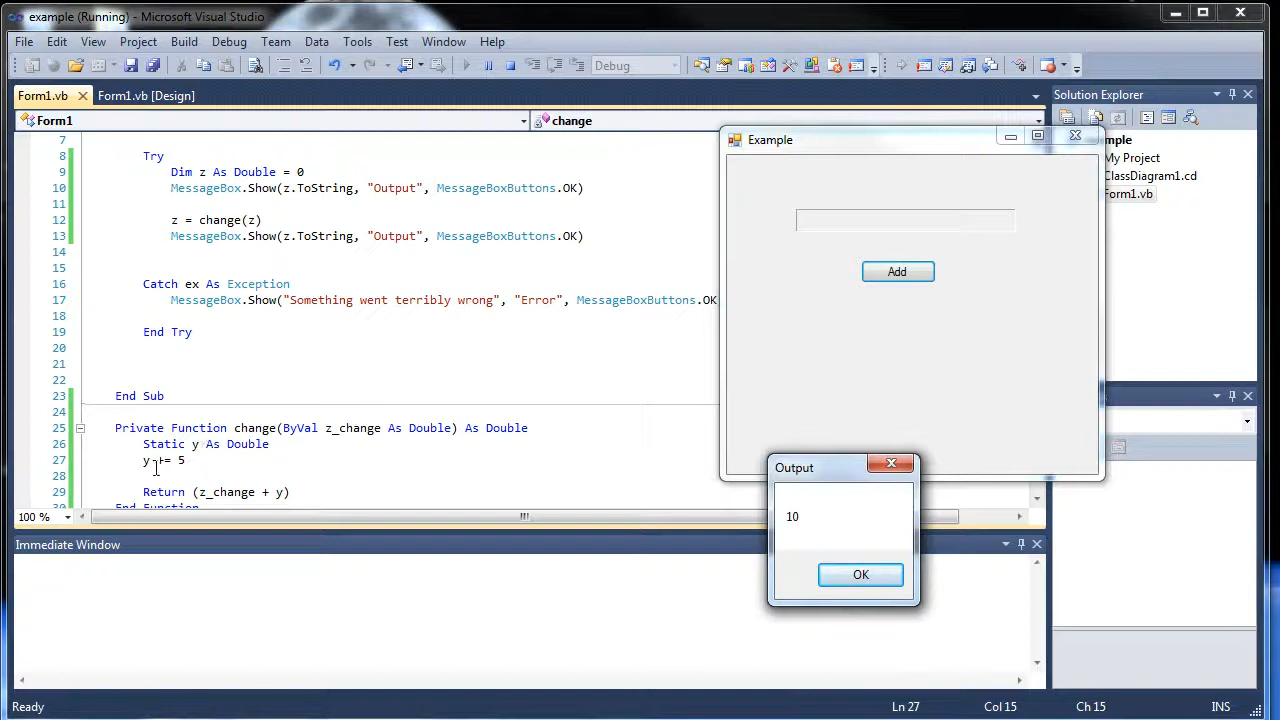 example (Running) - Microsoft Visual Studio
File Edit View Project Build Debug Team Data Tools Test Window Help
Debug
Form1.vb Form1.vb [Design]
Solution Explorer
Form1 change
7
8 Try
9 Dim z As Double = 0
10 MessageBox.Show(z.ToString, "Output", MessageBoxButtons.OK)
11
12 z = change(z)
13 MessageBox.Show(z.ToString, "Output", MessageBoxButtons.OK)
14
15
16 Catch ex As Exception
17 MessageBox.Show("Something went terribly wrong", "Error", MessageBoxButtons.OK
18
19 End Try
20
21
22
23 End Sub
24
25 Private Function change(ByVal z_change As Double) As Double
26 Static y As Double
27 y += 5
28
29 Return (z_change + y)
30 End Function
100 %
Example
Add
mple
My Project
ClassDiagram1.cd
Form1.vb
Output
10
OK
Immediate Window
Ready Ln 27 Col 15 Ch 15 INS